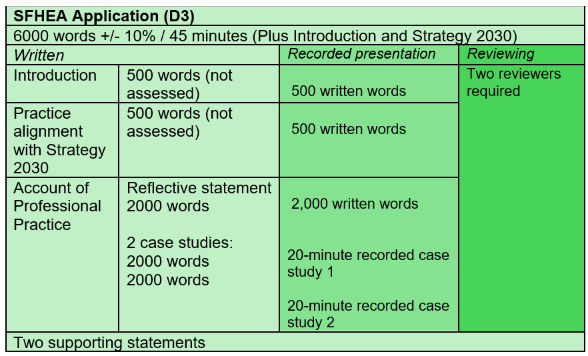 SFHEA Application (D3)
6000 words +/- 10% / 45 minutes (Plus Introduction and Strategy 2030)
Written
Recorded presentation
Reviewing
Introduction
500 words (not
assessed)
500 written words
Two reviewers
required
Practice
alignment
with Strategy
2030
500 words (not
assessed)
500 written words
Account of
Professional
Practice
Reflective statement
2000 words
2 case studies:
2000 words
2000 words
2,000 written words
20-minute recorded case
study 1
20-minute recorded case
study 2
Two supporting statements